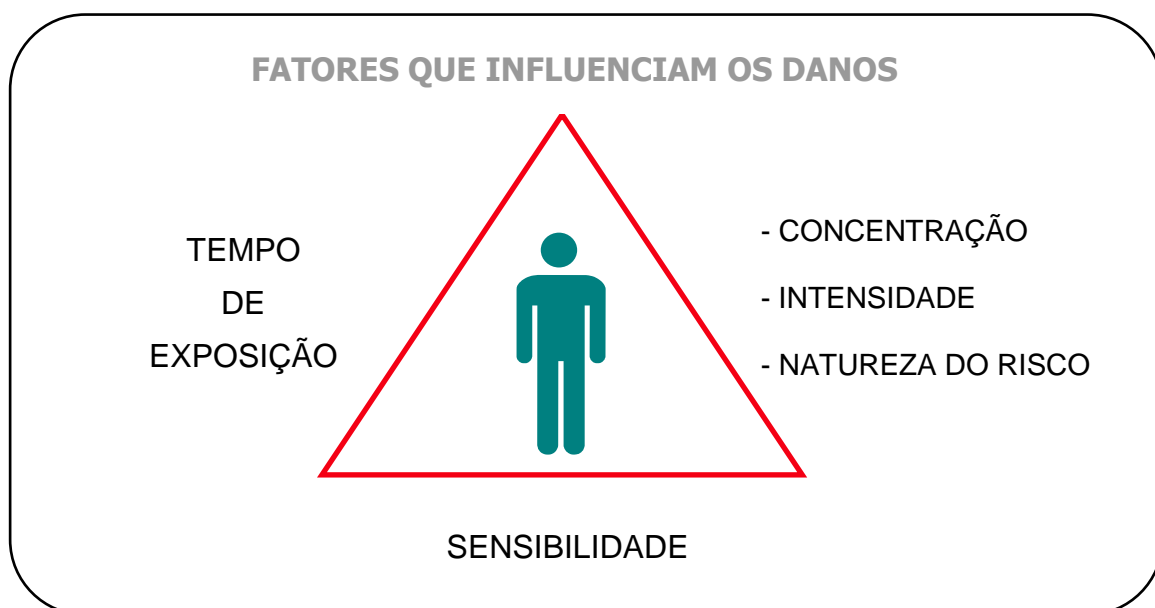 FATORES QUE INFLUENCIAM OS DANOS
TEMPO
DE
EXPOSIÇÃO
- CONCENTRAÇÃO
- INTENSIDADE
- NATUREZA DO RISCO
SENSIBILIDADE